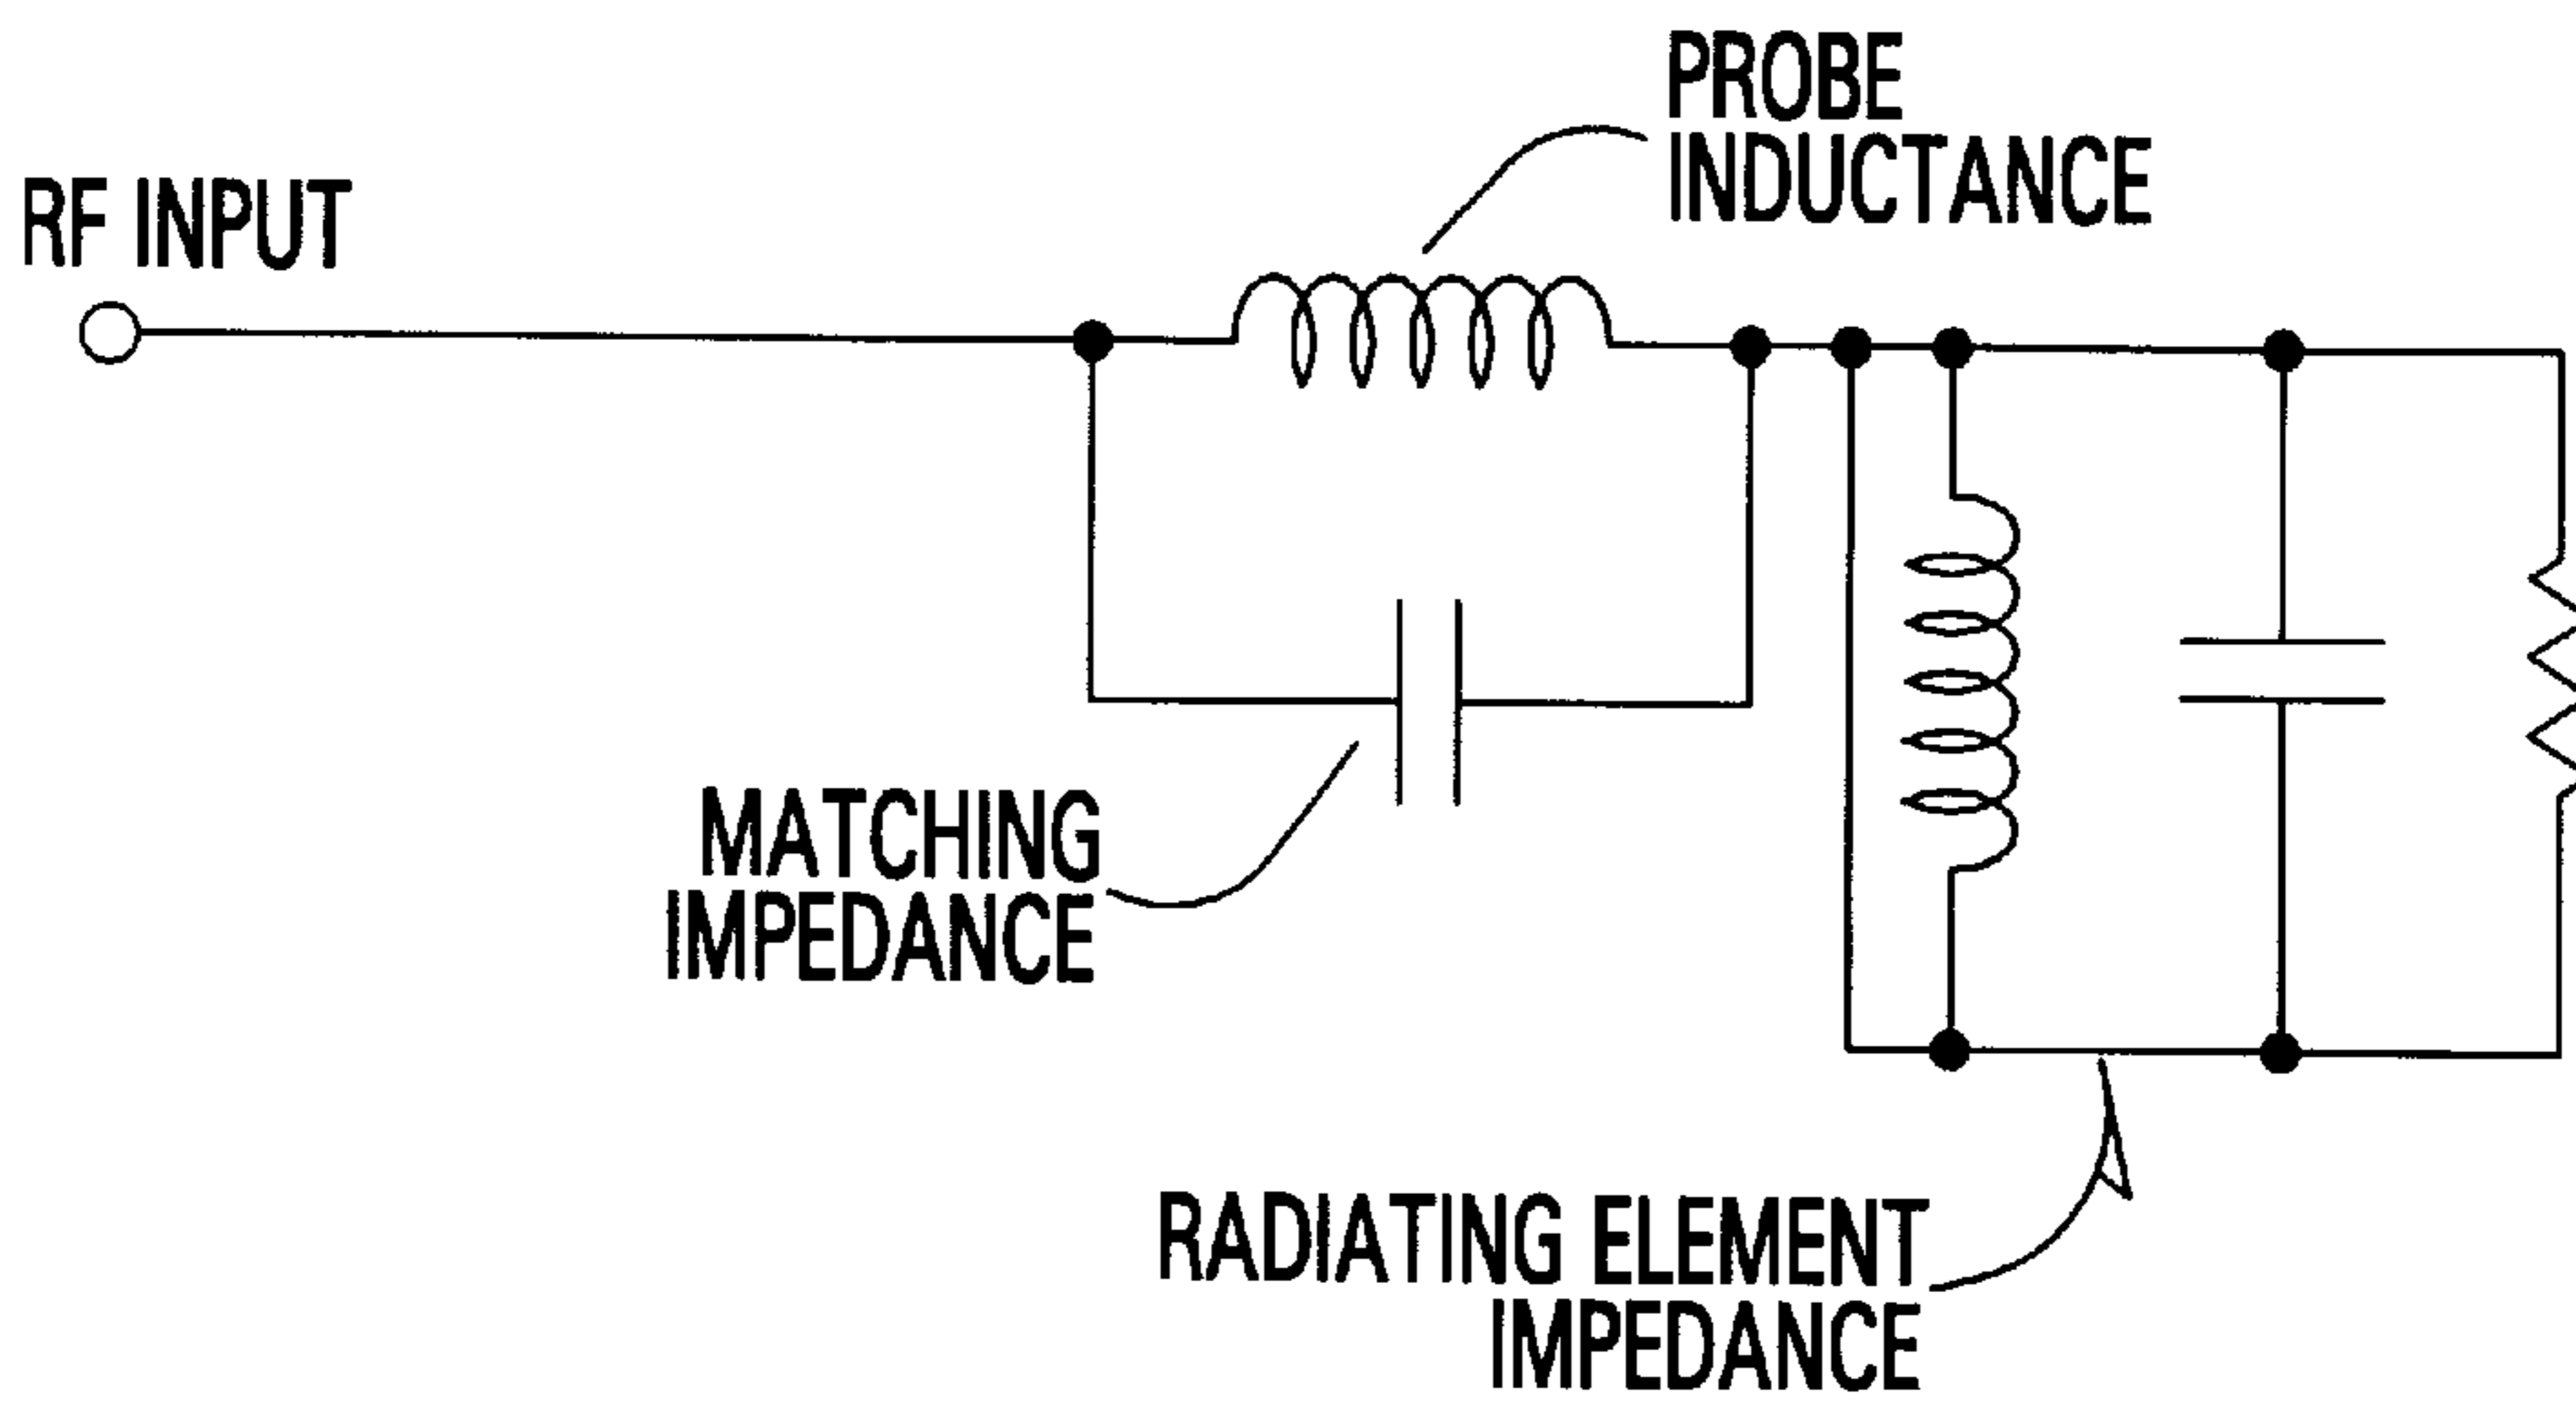 PROBE
INDUCTANCE
RF INPUT
MATCHING
IMPEDANCE
RADIATING ELEMENT
IMPEDANCE